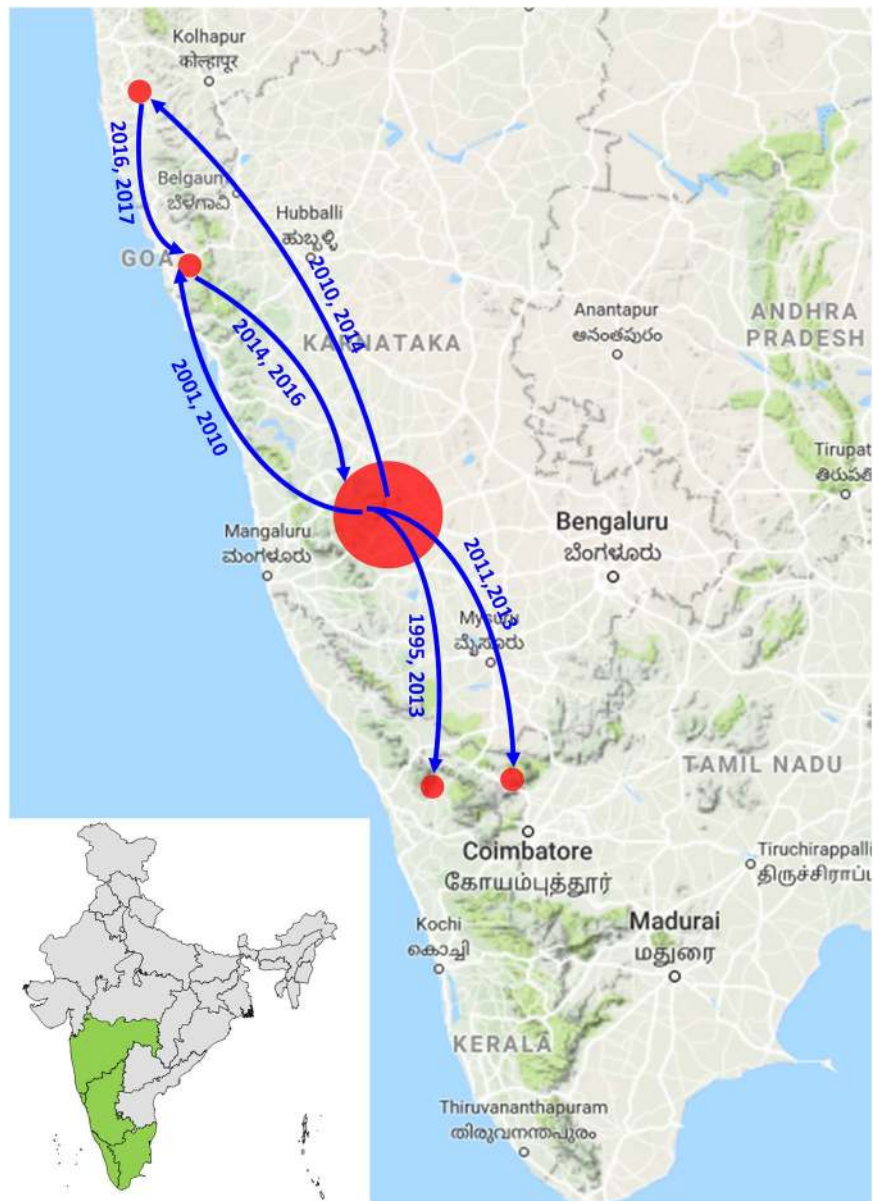 Kolhapur
कोल्हापूर
2016, 2017
Belgaum
ಬೆಳಗಾವಿ
Hubballi
ಹುಬ್ಬಳ್ಳಿ
GOA
2010, 2014
Anantapur
అనంతపురం
ANDHRA
PRADESH
KARNATAKA
2014, 2016
2001, 2010
Tirupat
తిరుపతి
Mangaluru
ಮಂಗಳೂರು
Bengaluru
ಬೆಂಗಳೂರು
2011,2013
Mysuru
ಮೈಸೂರು
1995, 2013
TAMIL NADU
Coimbatore
கோயம்புத்தூர்
Tiruchirappalli
திருச்சிராப்ப
Kochi
കൊച്ചി
Madurai
மதுரை
KERALA
Thiruvananthapuram
തിരുവനന്തപുരം